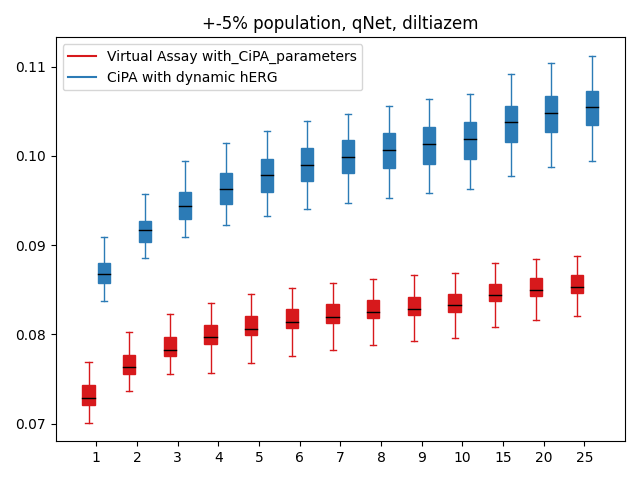 +-5% population, qNet, diltiazem
Virtual Assay with_CiPA_parameters
CiPA with dynamic hERG
0.11
0.10
0.09
0.08
0.07
1 2 3 4 5 6 7 8 9 10 15 20 25